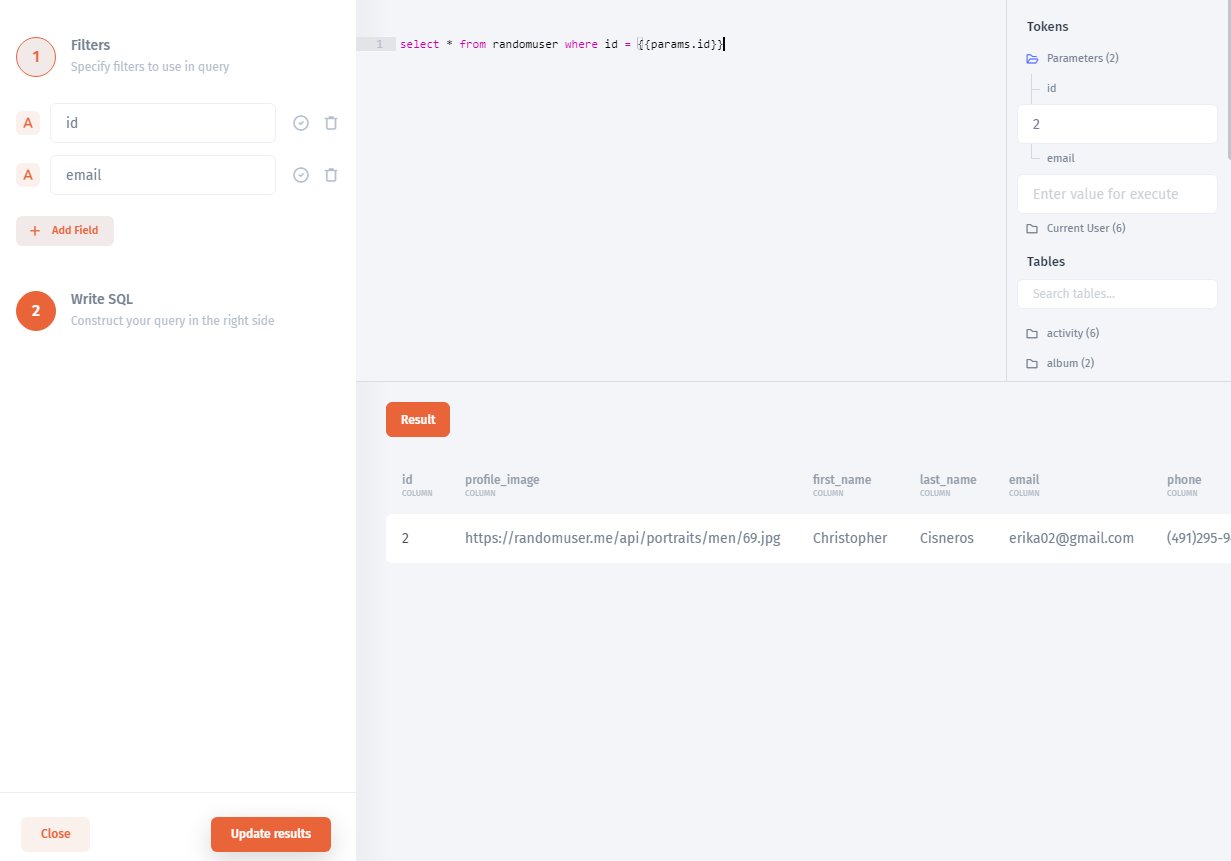 1
Filters
Specify filters to use in query
A
id
A
email
+ Add Field
2
Write SQL
Construct your query in the right side
Close
Update results
1 select * from randomuser where id = {{params.id}}
Tokens
Parameters (2)
id
2
email
Enter value for execute
Current User (6)
Tables
Search tables...
activity (6)
album (2)
Result
id profile_image first_name last_name email phone
COLUMN COLUMN COLUMN COLUMN COLUMN COLUMN
2 https://randomuser.me/api/portraits/men/69.jpg Christopher Cisneros erika02@gmail.com (491)295-9